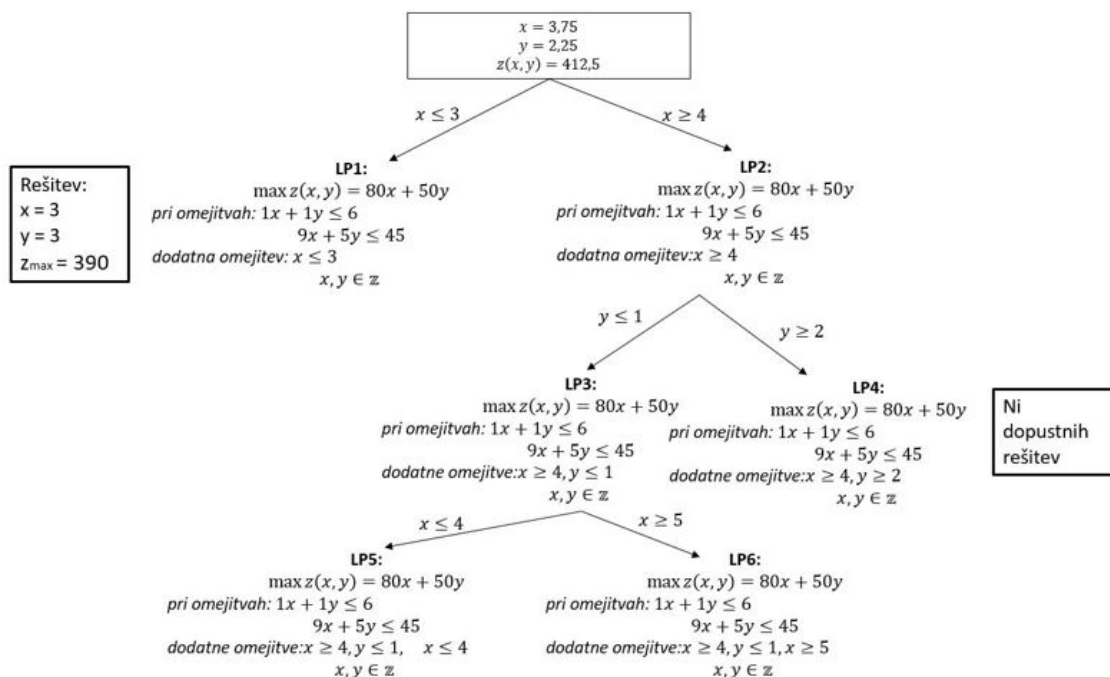 x = 3,75
y = 2,25
z(x, y) = 412,5
x ≤ 3
x ≥ 4
Rešitev:
x = 3
y = 3
zmax = 390
LP1:
max z(x, y) = 80x + 50y
pri omejitvah: 1x + 1y ≤ 6
9x + 5y ≤ 45
dodatna omejitev: x ≤ 3
x, y ∈ ℤ
LP2:
max z(x, y) = 80x + 50y
pri omejitvah: 1x + 1y ≤ 6
9x + 5y ≤ 45
dodatna omejitev:x ≥ 4
x, y ∈ ℤ
y ≤ 1
y ≥ 2
LP3:
max z(x, y) = 80x + 50y
pri omejitvah: 1x + 1y ≤ 6
9x + 5y ≤ 45
dodatne omejitve:x ≥ 4, y ≤ 1
x, y ∈ ℤ
LP4:
max z(x, y) = 80x + 50y
pri omejitvah: 1x + 1y ≤ 6
9x + 5y ≤ 45
dodatne omejitve:x ≥ 4, y ≥ 2
x, y ∈ ℤ
Ni
dopustnih
rešitev
x ≤ 4
x ≥ 5
LP5:
max z(x, y) = 80x + 50y
pri omejitvah: 1x + 1y ≤ 6
9x + 5y ≤ 45
dodatne omejitve:x ≥ 4, y ≤ 1, x ≤ 4
x, y ∈ ℤ
LP6:
max z(x, y) = 80x + 50y
pri omejitvah: 1x + 1y ≤ 6
9x + 5y ≤ 45
dodatne omejitve:x ≥ 4, y ≤ 1, x ≥ 5
x, y ∈ ℤ